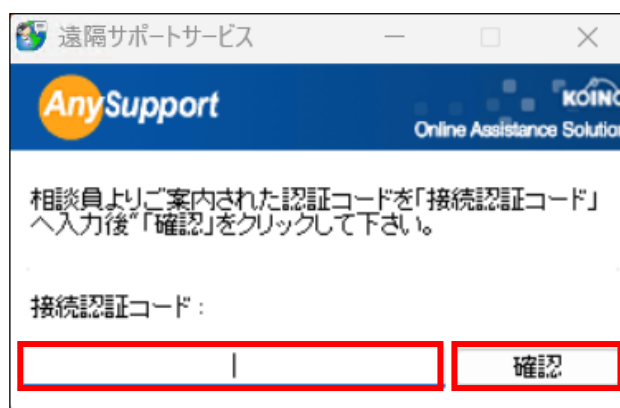 遠隔サポートサービス
AnySupport
KOINO
Online Assistance Solution
相談員よりご案内された認証コードを「接続認証コード」
へ入力後"「確認」をクリックして下さい。
接続認証コード：
確認